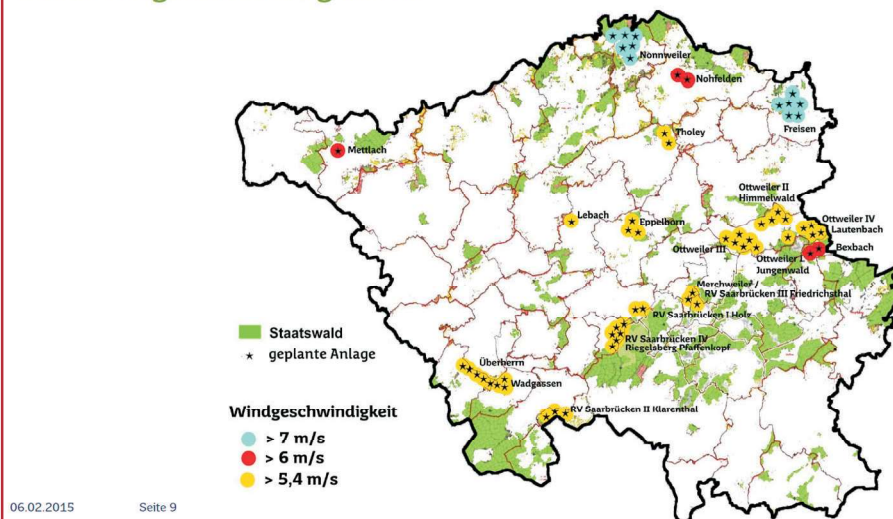 Nonnweiler
Nohfelden
Freisen
Tholey
Mettlach
Ottweiler II
Himmelwald
Lebach
Eppelborn
Ottweiler IV
Lautenbach
Ottweiler III
Bexbach
Ottweiler I
Jungenwald
Merchweiler /
RV Saarbrücken III Friedrichsthal
RV Saarbrücken I Holz
RV Saarbrücken IV
Riegelsberg Pfaffenkopf
Staatswald
geplante Anlage
Überherrn
Wadgassen
RV Saarbrücken II Klarenthal
Windgeschwindigkeit
> 7 m/s
> 6 m/s
> 5,4 m/s
06.02.2015 Seite 9